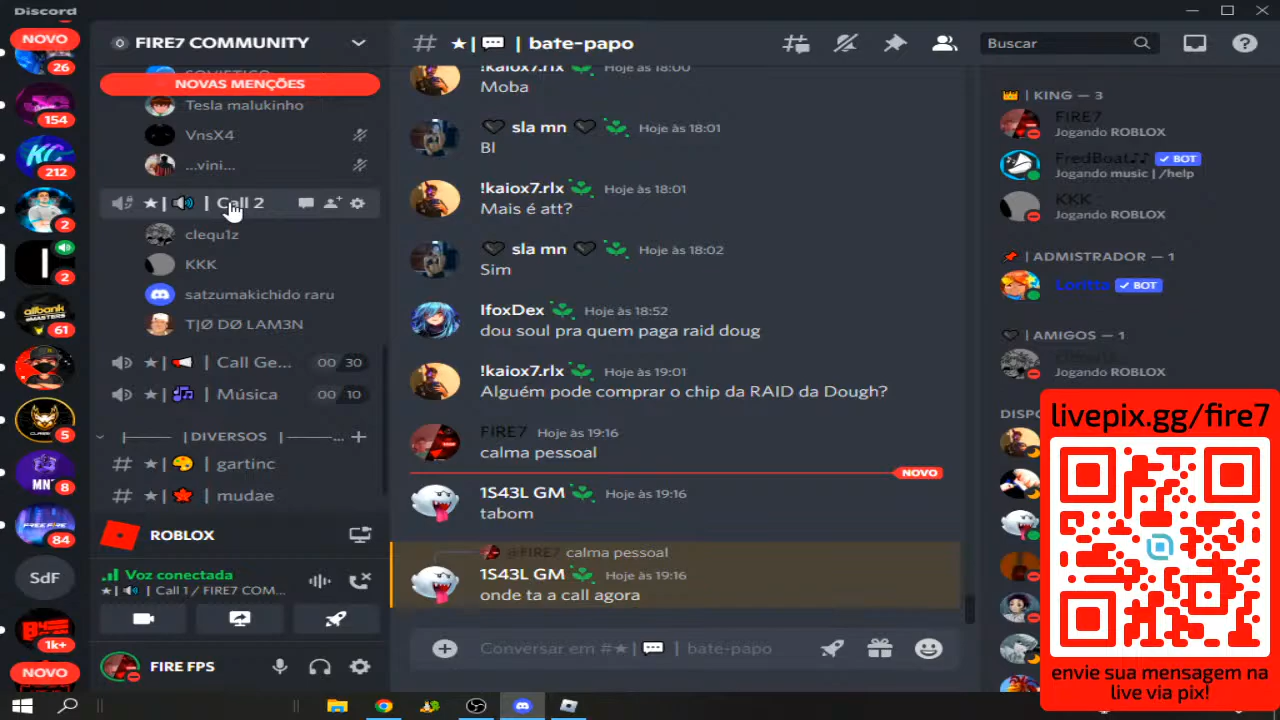 Discord
NOVO
26
154
212
2
I
2
61
5
8
84
SdF
1k+
NOVO
FIRE7 COMMUNITY
NOVAS MENÇÕES
Tesla malukinho
VnsX4
...vini...
★| | Call 2
clequ1z
KKK
satzumakichido raru
T|Ø DØ LAM3N
★| | Call Ge... 00 30
★| | Música 00 10
|—— |DIVERSOS |——...
# ★| | gartinc
# ★| | mudae
ROBLOX
Voz conectada
★| | Call 1 / FIRE7 COM...
FIRE FPS
# ★| | bate-papo
Buscar
!kaiox7.rlx Hoje às 18:00
Moba
sla mn Hoje às 18:01
Bl
!kaiox7.rlx Hoje às 18:01
Mais é att?
sla mn Hoje às 18:02
Sim
IfoxDex Hoje às 18:52
dou soul pra quem paga raid doug
!kaiox7.rlx Hoje às 19:01
Alguém pode comprar o chip da RAID da Dough?
FIRE7 Hoje às 19:16
calma pessoal
NOVO
1S43L GM Hoje às 19:16
tabom
@FIRE7 calma pessoal
1S43L GM Hoje às 19:16
onde ta a call agora
Conversar em #★| | bate-papo
| KING — 3
FIRE7
Jogando ROBLOX
FredBoat♪♪ ✓ BOT
Jogando music | /help
KKK
Jogando ROBLOX
| ADMISTRADOR — 1
Loritta ✓ BOT
| AMIGOS — 1
clequ1z
Jogando ROBLOX
livepix.gg/fire7
envie sua mensagem na
live via pix!